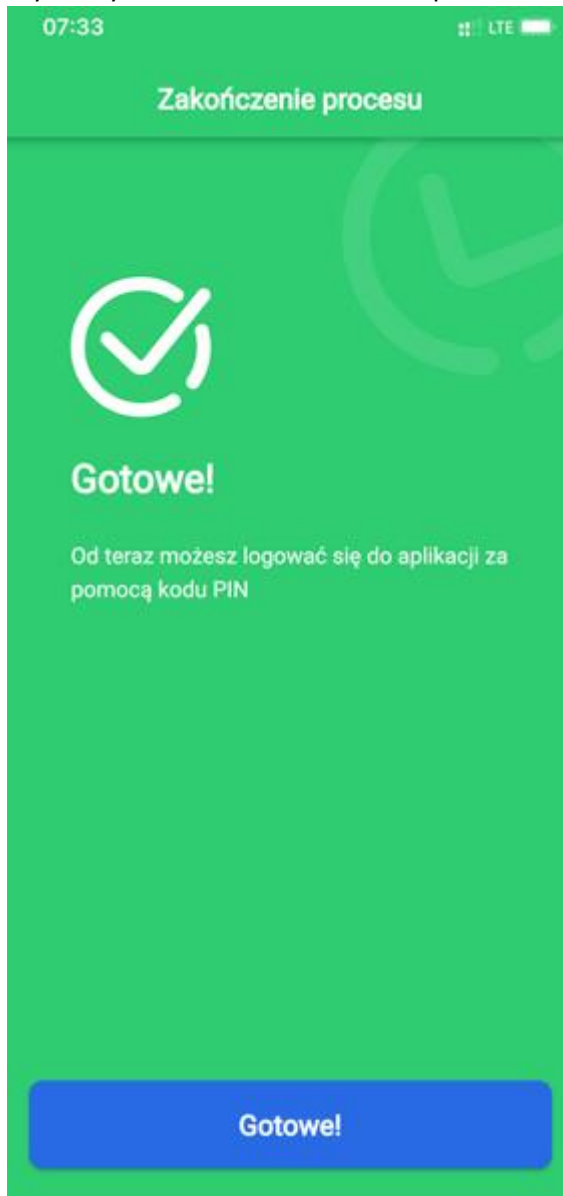 07:33 LTE
Zakończenie procesu
Gotowe!
Od teraz możesz logować się do aplikacji za
pomocą kodu PIN
Gotowe!